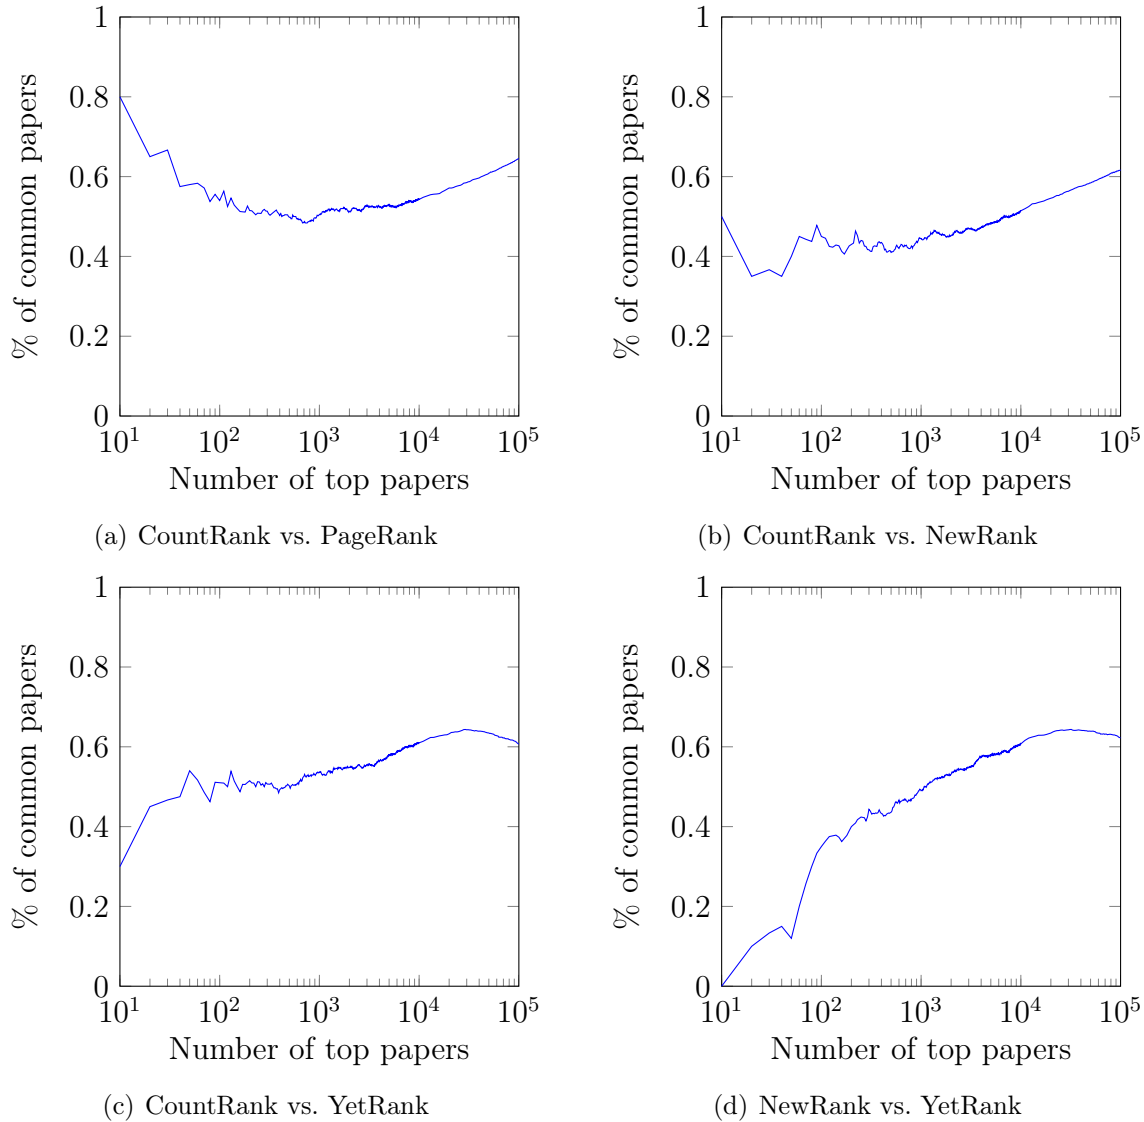 1
0.8
0.6
0.4
0.2
0
% of common papers
10^1 10^2 10^3 10^4 10^5
Number of top papers
(a) CountRank vs. PageRank
1
0.8
0.6
0.4
0.2
0
% of common papers
10^1 10^2 10^3 10^4 10^5
Number of top papers
(b) CountRank vs. NewRank
1
0.8
0.6
0.4
0.2
0
% of common papers
10^1 10^2 10^3 10^4 10^5
Number of top papers
(c) CountRank vs. YetRank
1
0.8
0.6
0.4
0.2
0
% of common papers
10^1 10^2 10^3 10^4 10^5
Number of top papers
(d) NewRank vs. YetRank